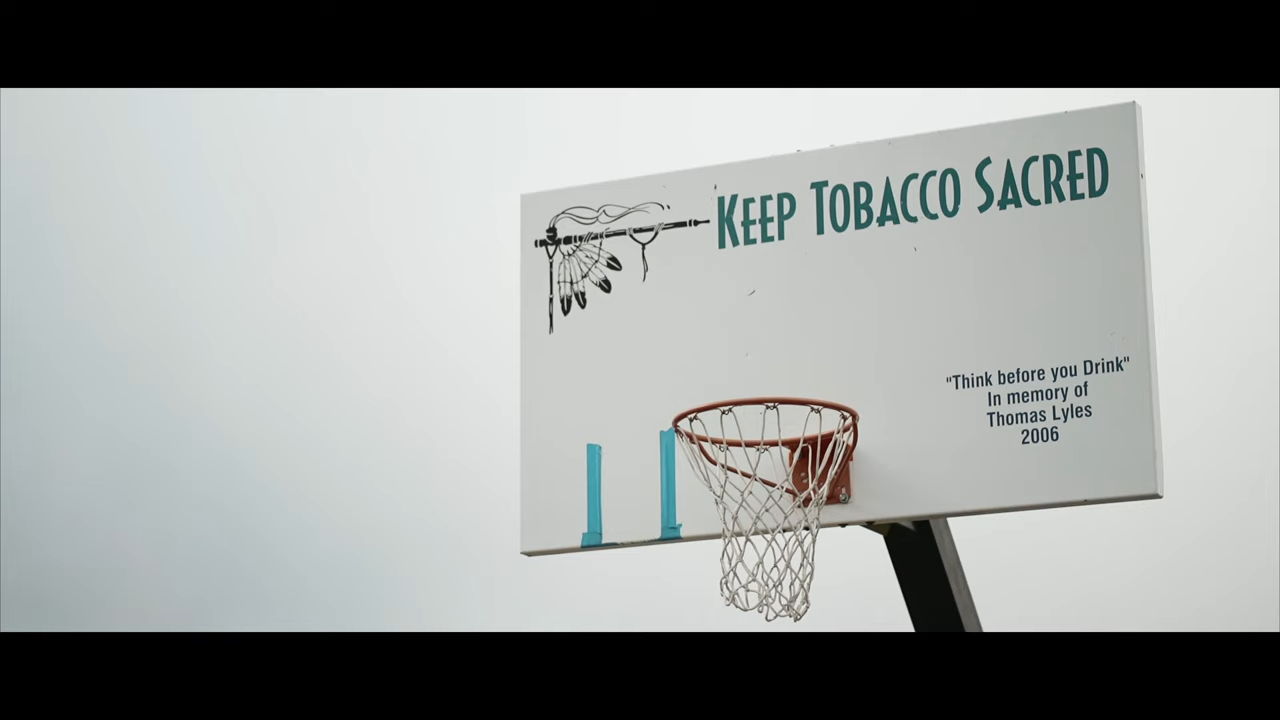 KEEP TOBACCO SACRED
"Think before you Drink"
In memory of
Thomas Lyles
2006